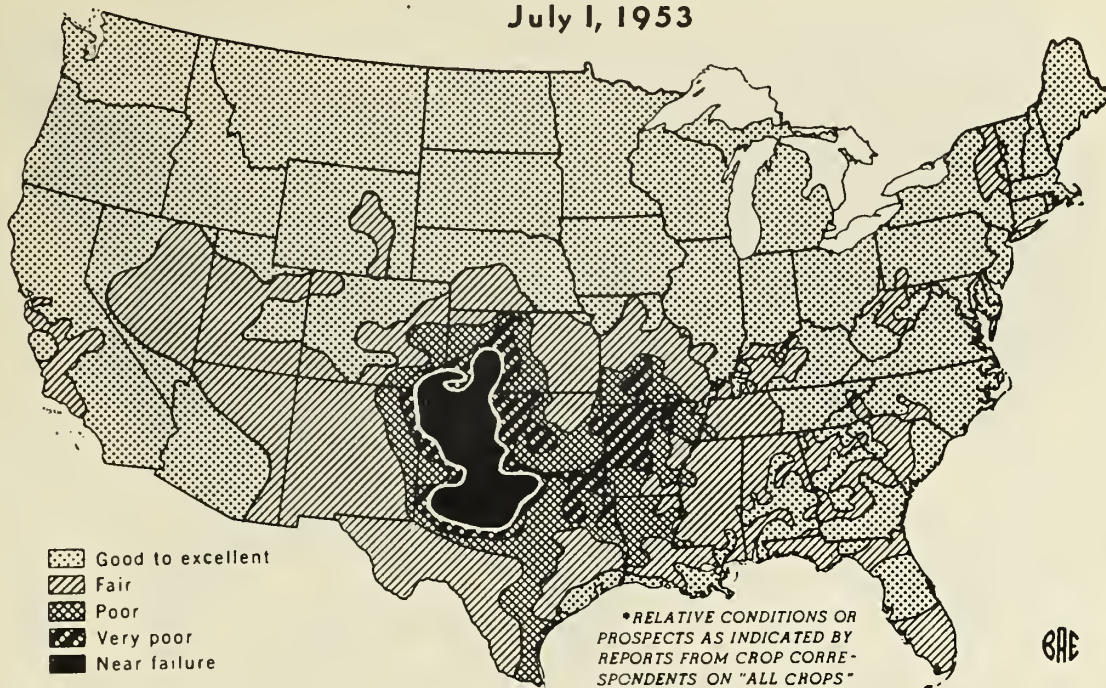 July 1, 1953
Good to excellent
Fair
Poor
Very poor
Near failure
*RELATIVE CONDITIONS OR
PROSPECTS AS INDICATED BY
REPORTS FROM CROP CORRE-
SPONDENTS ON "ALL CROPS"
BAE